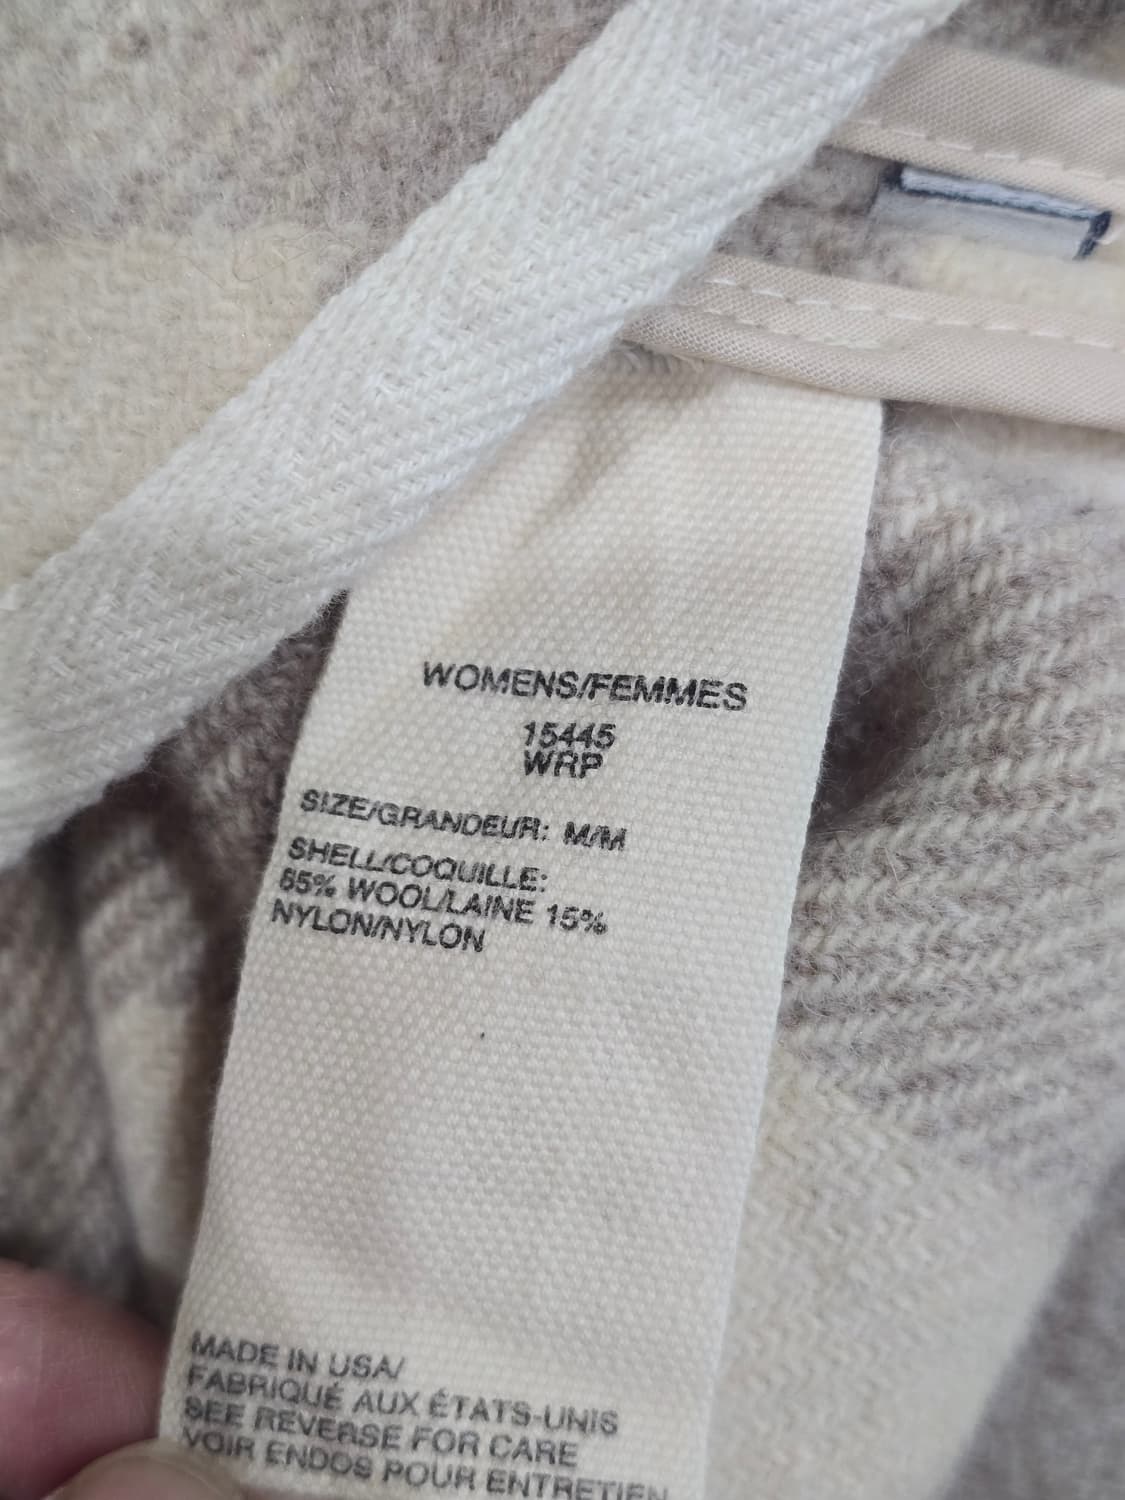 WOMENS/FEMMES
15445
WRP
SIZE/GRANDEUR: M/M
SHELL/COQUILLE:
85% WOOL/LAINE 15%
NYLON/NYLON
MADE IN USA/
FABRIQUÉ AUX ÉTATS-UNIS
SEE REVERSE FOR CARE
VOIR ENDOS POUR ENTRETIEN